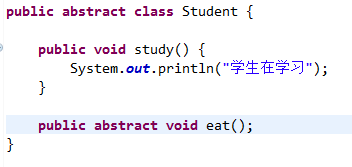 public abstract class Student {
public void study() {
System.out.println("学生在学习");
}
public abstract void eat();
}